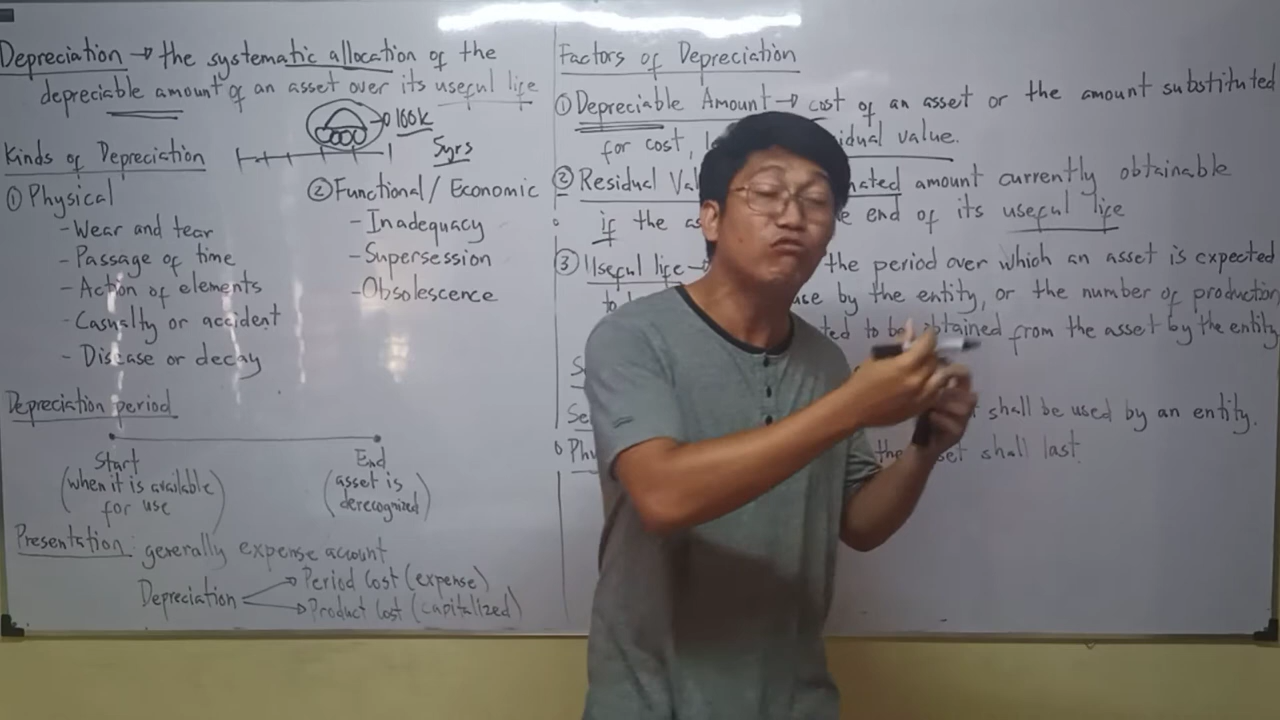 Depreciation → the systematic allocation of the
depreciable amount of an asset over its useful life
100k
5yrs
Kinds of Depreciation
① Physical
- Wear and tear
- Passage of time
- Action of elements
- Casualty or accident
- Disease or decay
② Functional / Economic
- Inadequacy
- Supersession
- Obsolescence
Depreciation period
Start
(when it is available
for use)
End
(asset is
derecognized)
Presentation: generally expense account
Depreciation
Period Cost (expense)
Product Cost (capitalized)
Factors of Depreciation
① Depreciable Amount → cost of an asset or the amount substituted
for cost, value.
② Residual amount currently obtainable
if the end of its useful life
③ Useful life → the period over which an asset is expected
by the entity, or the number of production
to be obtained from the asset by the entity
shall be used by an entity.
the shall last.